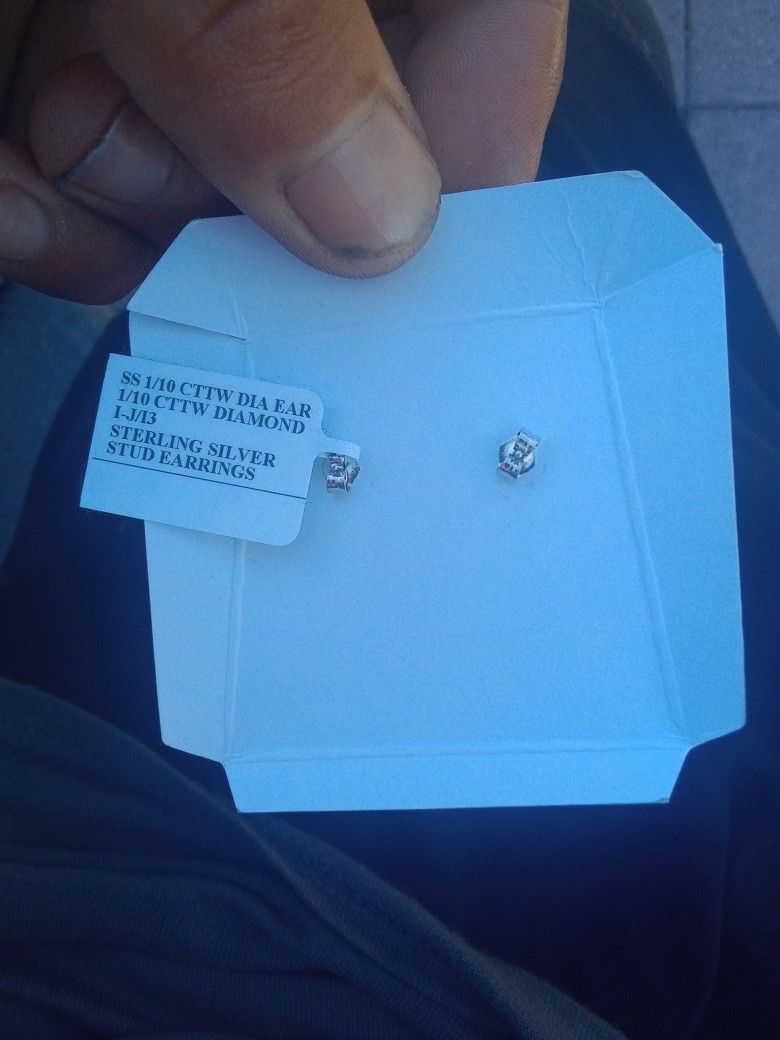 SS 1/10 CTTW DIA EAR
1/10 CTTW DIAMOND
I-J/I3
STERLING SILVER
STUD EARRINGS